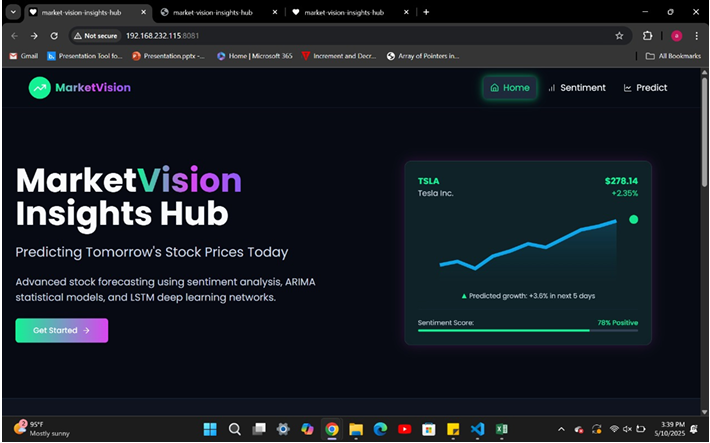 market-vision-insights-hub
market-vision-insights-hub
market-vision-insights-hub
Not secure
192.168.232.115:8081
Gmail
Presentation Tool fo...
Presentation.pptx -...
Home | Microsoft 365
Increment and Decr...
Array of Pointers in...
All Bookmarks
MarketVision
Home
Sentiment
Predict
MarketVision
Insights Hub
Predicting Tomorrow's Stock Prices Today
Advanced stock forecasting using sentiment analysis, ARIMA
statistical models, and LSTM deep learning networks.
Get Started →
TSLA
$278.14
Tesla Inc.
+2.35%
▲ Predicted growth: +3.6% in next 5 days
Sentiment Score:
78% Positive
2
95°F
Mostly sunny
3:39 PM
5/10/2025